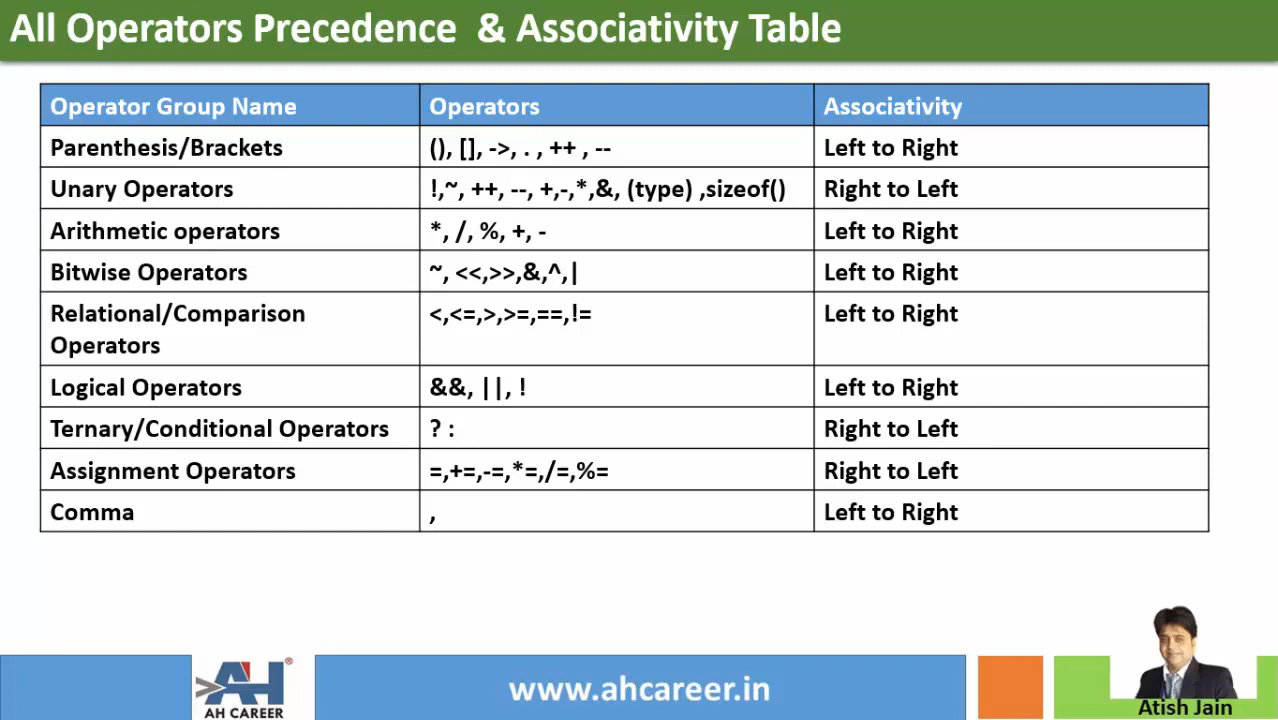 All Operators Precedence & Associativity Table
Operator Group Name Operators Associativity
Parenthesis/Brackets (), [], ->, . , ++ , -- Left to Right
Unary Operators !,~, ++, --, +,-,*,&, (type) ,sizeof() Right to Left
Arithmetic operators *, /, %, +, - Left to Right
Bitwise Operators ~, <<,>>,&,^,| Left to Right
Relational/Comparison <,<=,>,>=,==,!= Left to Right
Operators
Logical Operators &&, ||, ! Left to Right
Ternary/Conditional Operators ? : Right to Left
Assignment Operators =,+=,-=,*=,/=,%= Right to Left
Comma , Left to Right
AH ®
AH CAREER
www.ahcareer.in
Atish Jain